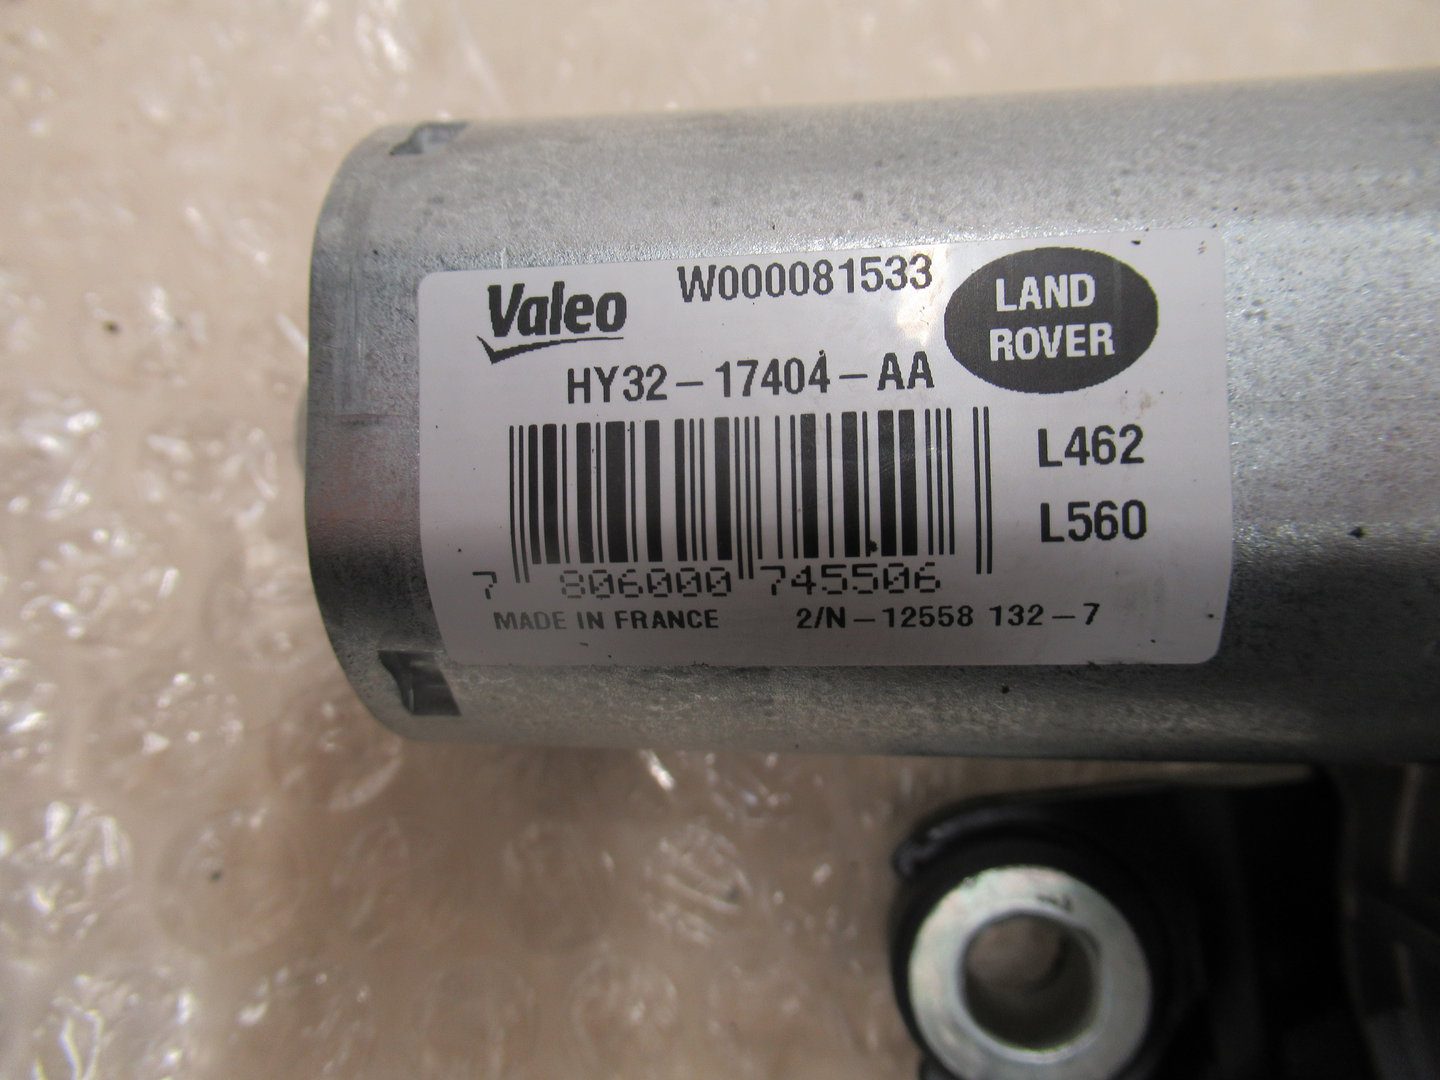 Valeo W000081533
LAND
ROVER
HY32-17404-AA
L462
L560
7 806000 745506
MADE IN FRANCE 2/N-12558 132-7